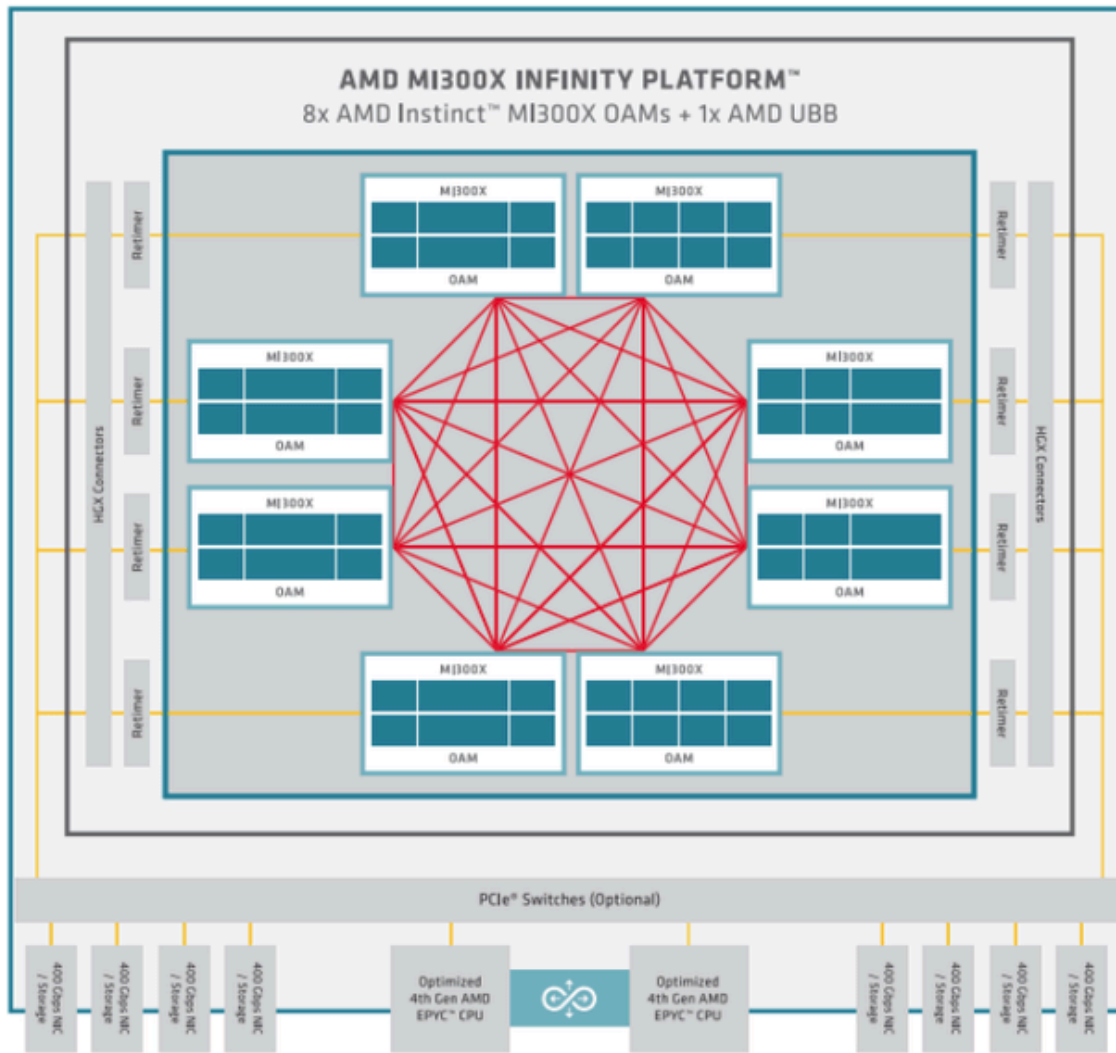 AMD MI300X INFINITY PLATFORM™
8x AMD Instinct™ MI300X OAMs + 1x AMD UBB
MI300X
OAM
MI300X
OAM
Retimer
Retimer
MI300X
OAM
MI300X
OAM
Retimer
Retimer
HGX Connectors
HGX Connectors
MI300X
OAM
MI300X
OAM
Retimer
Retimer
MI300X
OAM
MI300X
OAM
Retimer
Retimer
PCIe® Switches (Optional)
400 Gbps NIC
/ Storage
400 Gbps NIC
/ Storage
400 Gbps NIC
/ Storage
400 Gbps NIC
/ Storage
Optimized
4th Gen AMD
EPYC™ CPU
Optimized
4th Gen AMD
EPYC™ CPU
400 Gbps NIC
/ Storage
400 Gbps NIC
/ Storage
400 Gbps NIC
/ Storage
400 Gbps NIC
/ Storage